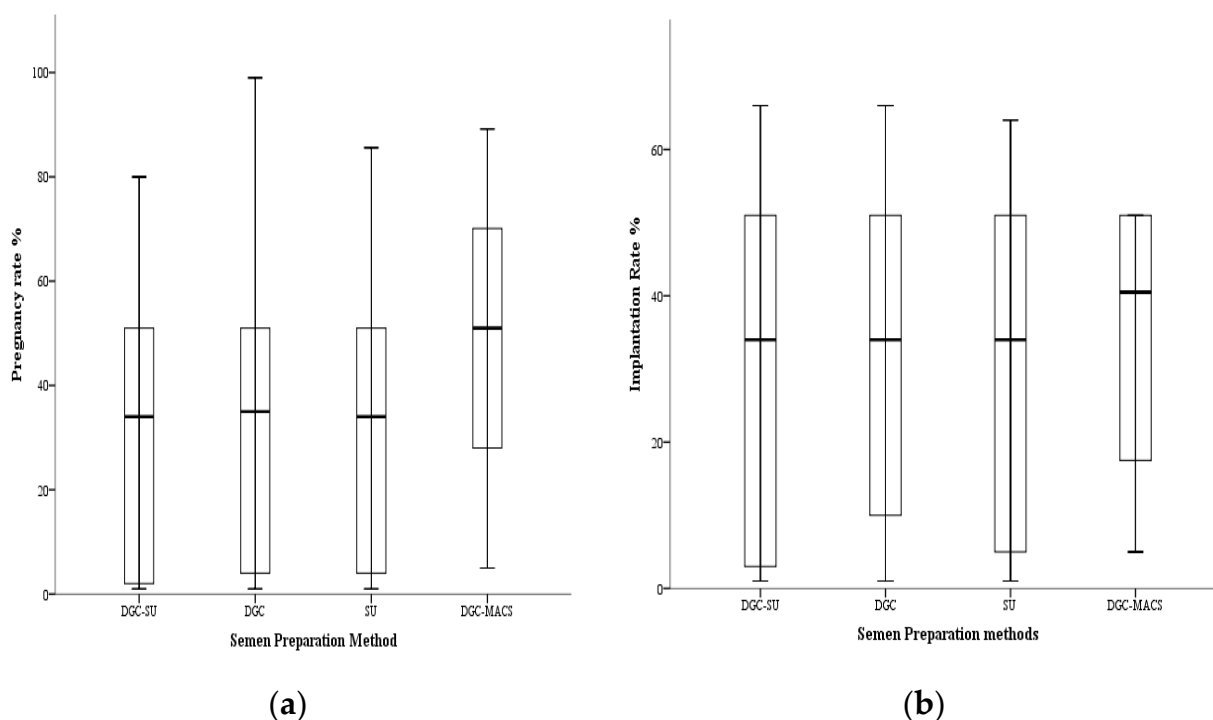 Pregnancy rate %
100
80
60
40
20
0
DGC-SU DGC SU DGC-MACS
Semen Preparation Method
(a)
Implantation Rate %
60
40
20
0
DGC-SU DGC SU DGC-MACS
Semen Preparation methods
(b)